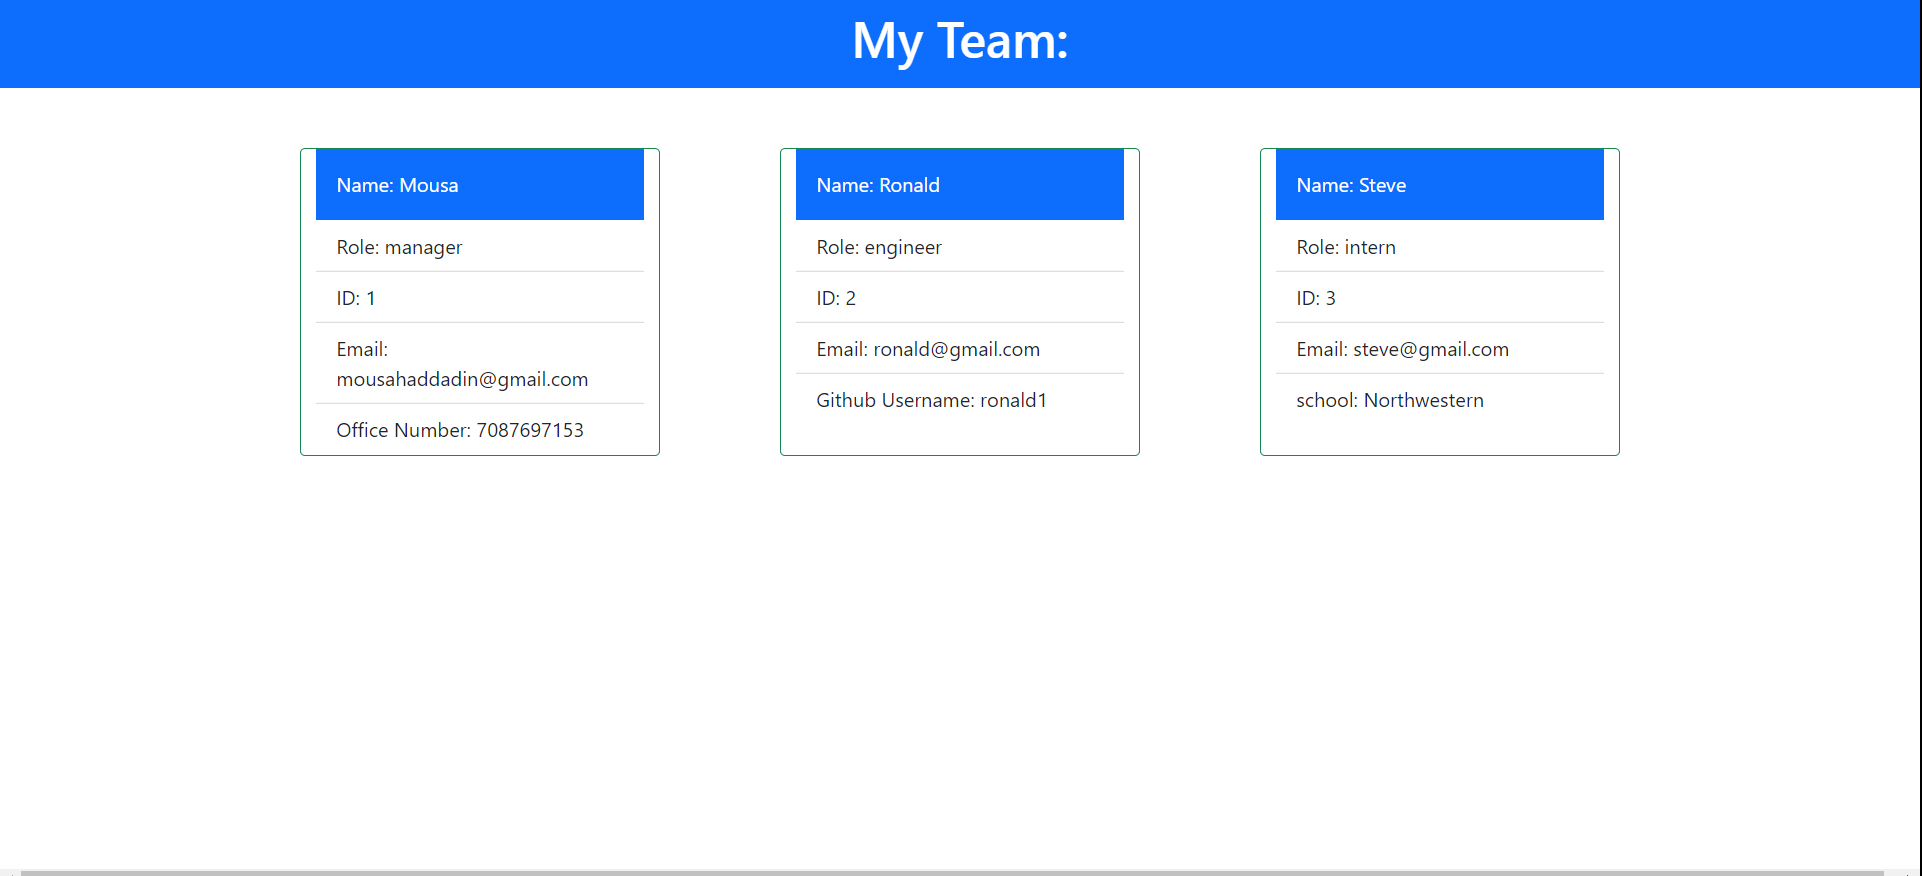 My Team:
Name: Mousa
Role: manager
ID: 1
Email:
mousahaddadin@gmail.com
Office Number: 7087697153
Name: Ronald
Role: engineer
ID: 2
Email: ronald@gmail.com
Github Username: ronald1
Name: Steve
Role: intern
ID: 3
Email: steve@gmail.com
school: Northwestern